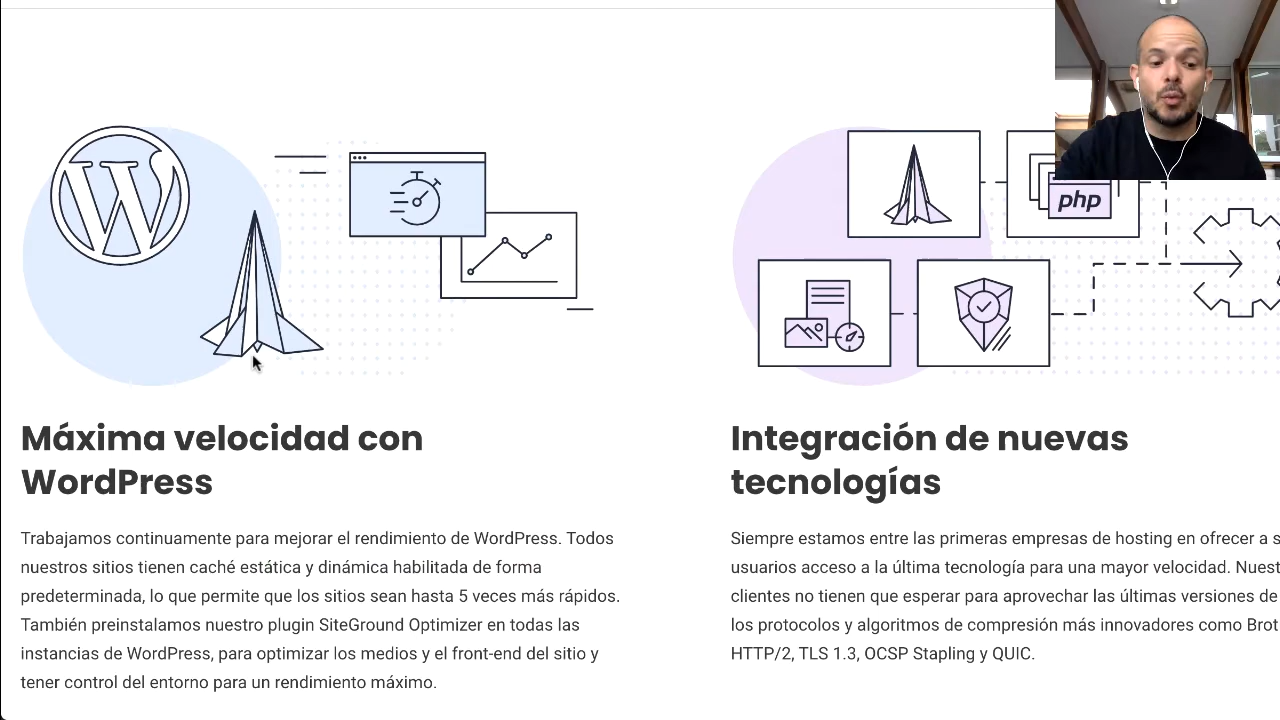 php
Máxima velocidad con
WordPress
Trabajamos continuamente para mejorar el rendimiento de WordPress. Todos
nuestros sitios tienen caché estática y dinámica habilitada de forma
predeterminada, lo que permite que los sitios sean hasta 5 veces más rápidos.
También preinstalamos nuestro plugin SiteGround Optimizer en todas las
instancias de WordPress, para optimizar los medios y el front-end del sitio y
tener control del entorno para un rendimiento máximo.
Integración de nuevas
tecnologías
Siempre estamos entre las primeras empresas de hosting en ofrecer a
usuarios acceso a la última tecnología para una mayor velocidad.
clientes no tienen que esperar para aprovechar las últimas versiones de
los protocolos y algoritmos de compresión más innovadores como
HTTP/2, TLS 1.3, OCSP Stapling y QUIC.